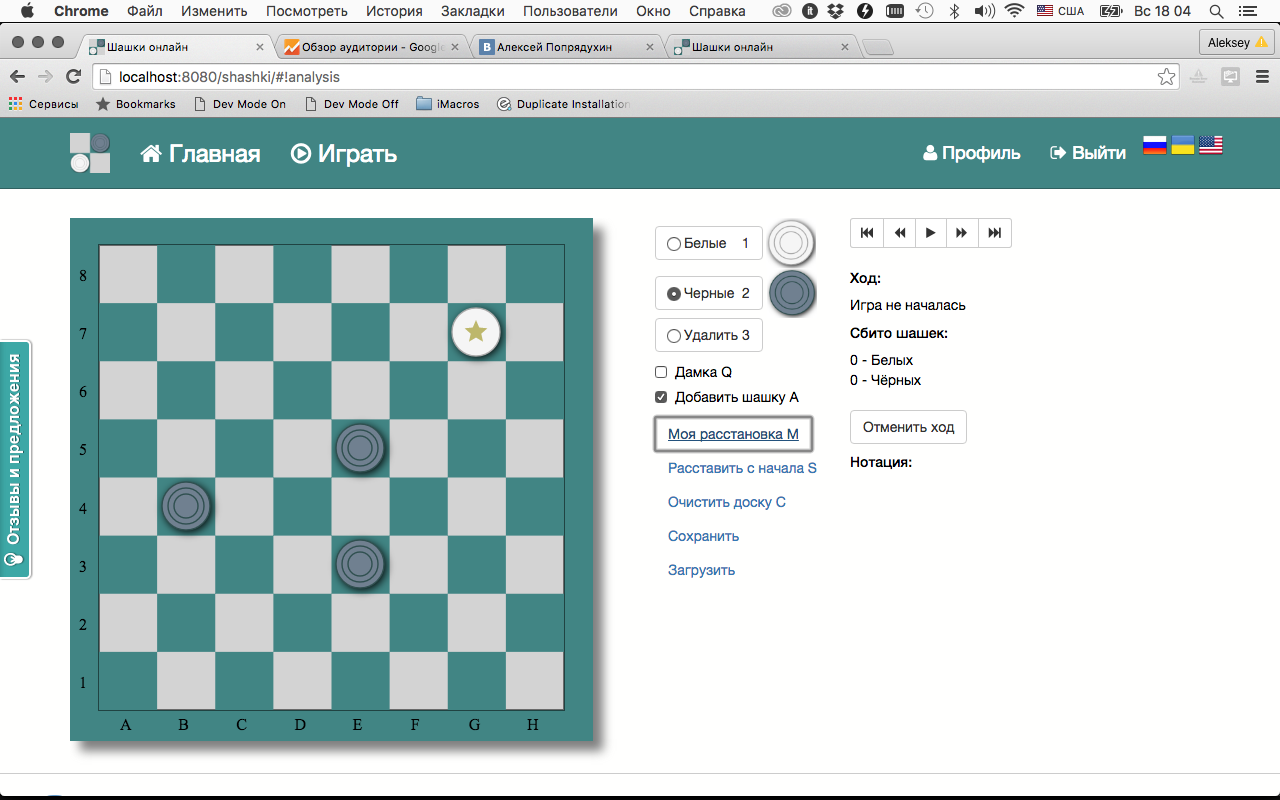 Chrome Файл Изменить Посмотреть История Закладки Пользователи Окно Справка США Вс 18 04
Шашки онлайн
Обзор аудитории - Google
Алексей Попрядухин
Шашки онлайн
Aleksey
localhost:8080/shashki/#!analysis
Сервисы Bookmarks Dev Mode On Dev Mode Off iMacros Duplicate Installation
Главная Играть Профиль Выйти
Отзывы и предложения
8
7
6
5
4
3
2
1
A B C D E F G H
Белые 1
Черные 2
Удалить 3
Дамка Q
Добавить шашку A
Моя расстановка M
Расставить с начала S
Очистить доску C
Сохранить
Загрузить
Ход:
Игра не началась
Сбито шашек:
0 - Белых
0 - Чёрных
Отменить ход
Нотация: